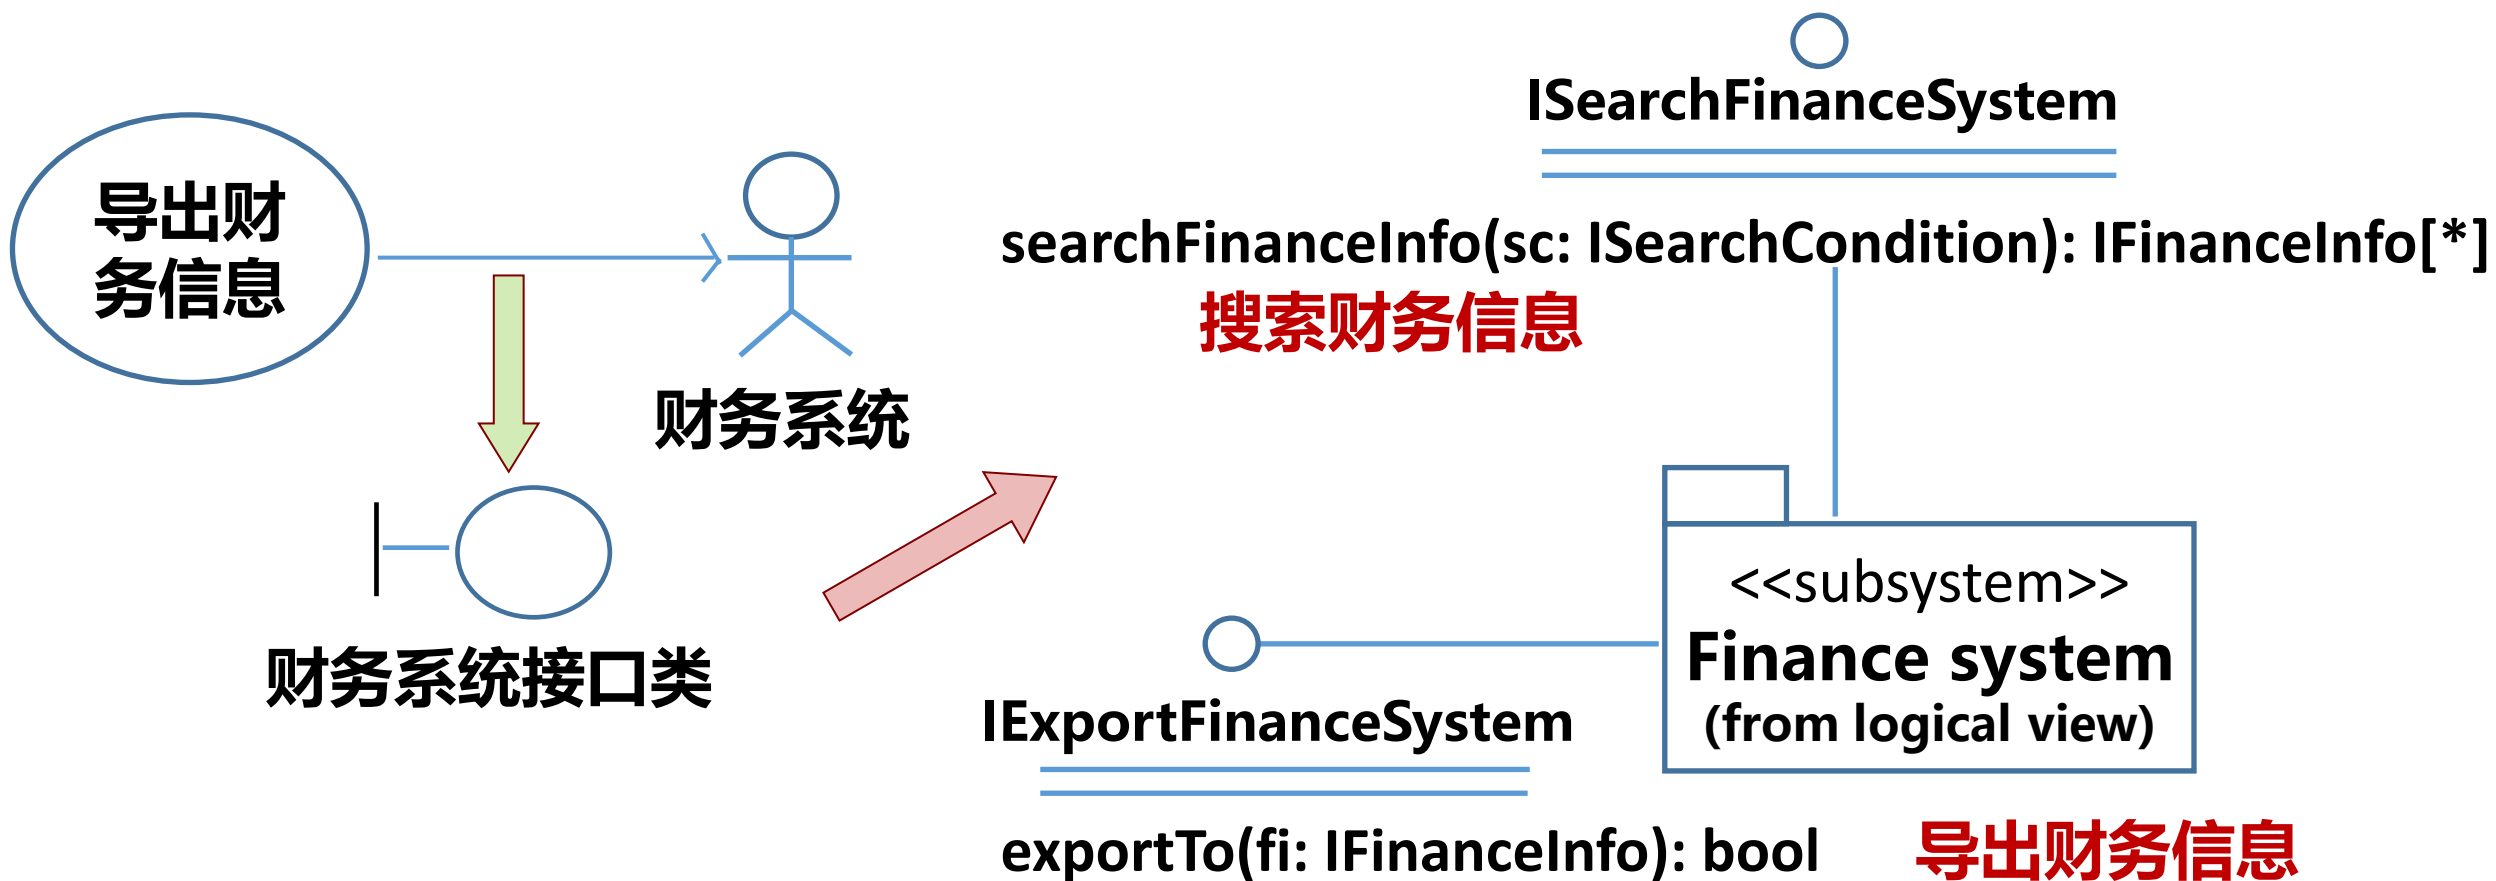 ISearchFinanceSystem
导出财
务信息
searchFinanceInfo(sc: ISearchCondition): IFinanceInfo[*]
搜索财务信息
财务系统
<<subsystem>>
Finance system
(from logical view)
财务系统接口类
IExportFinanceSystem
exportTo(fi: IFinanceInfo): bool
导出财务信息